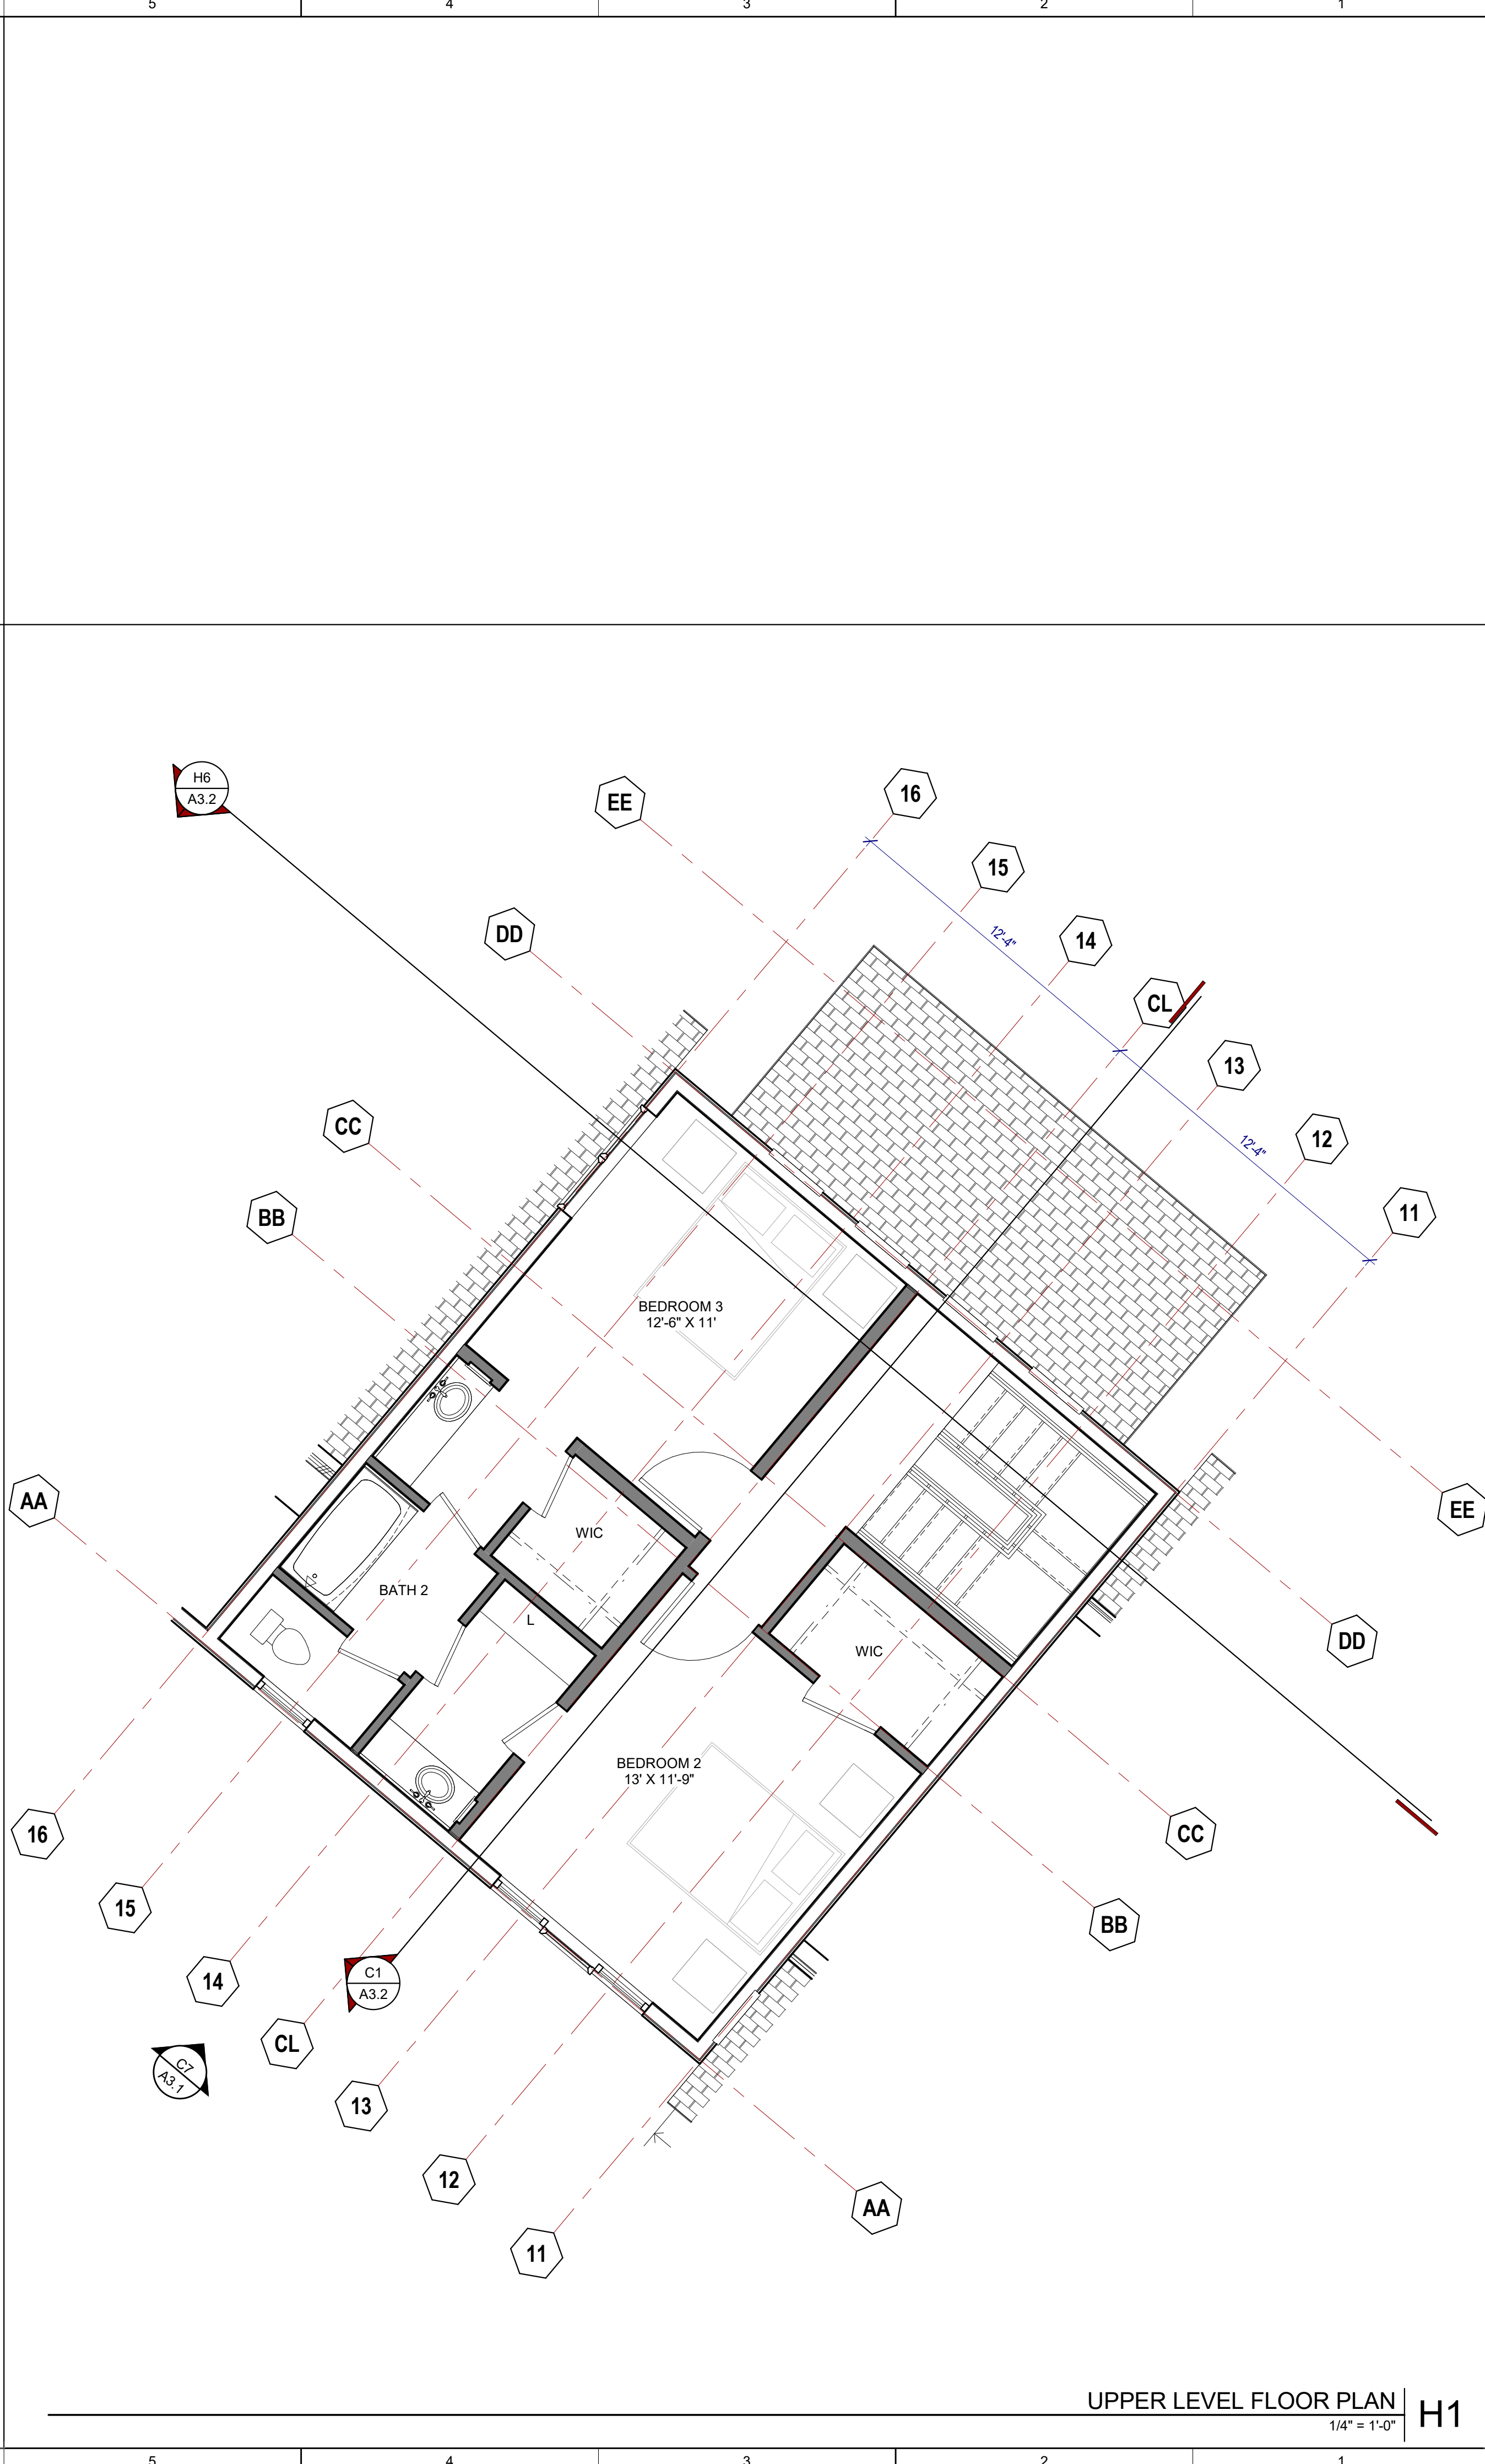 5 4 3 2 1
H6
A3.2
EE
16
15
DD
12'-4"
14
CL
13
CC
12
12'-4"
BB
11
BEDROOM 3
12'-6" X 11'
AA
EE
WIC
BATH 2
L
DD
WIC
BEDROOM 2
13' X 11'-9"
16
CC
15
BB
14
C1
A3.2
CL
C7
A3.1
13
12
AA
11
UPPER LEVEL FLOOR PLAN
1/4" = 1'-0"
H1
5 4 3 2 1